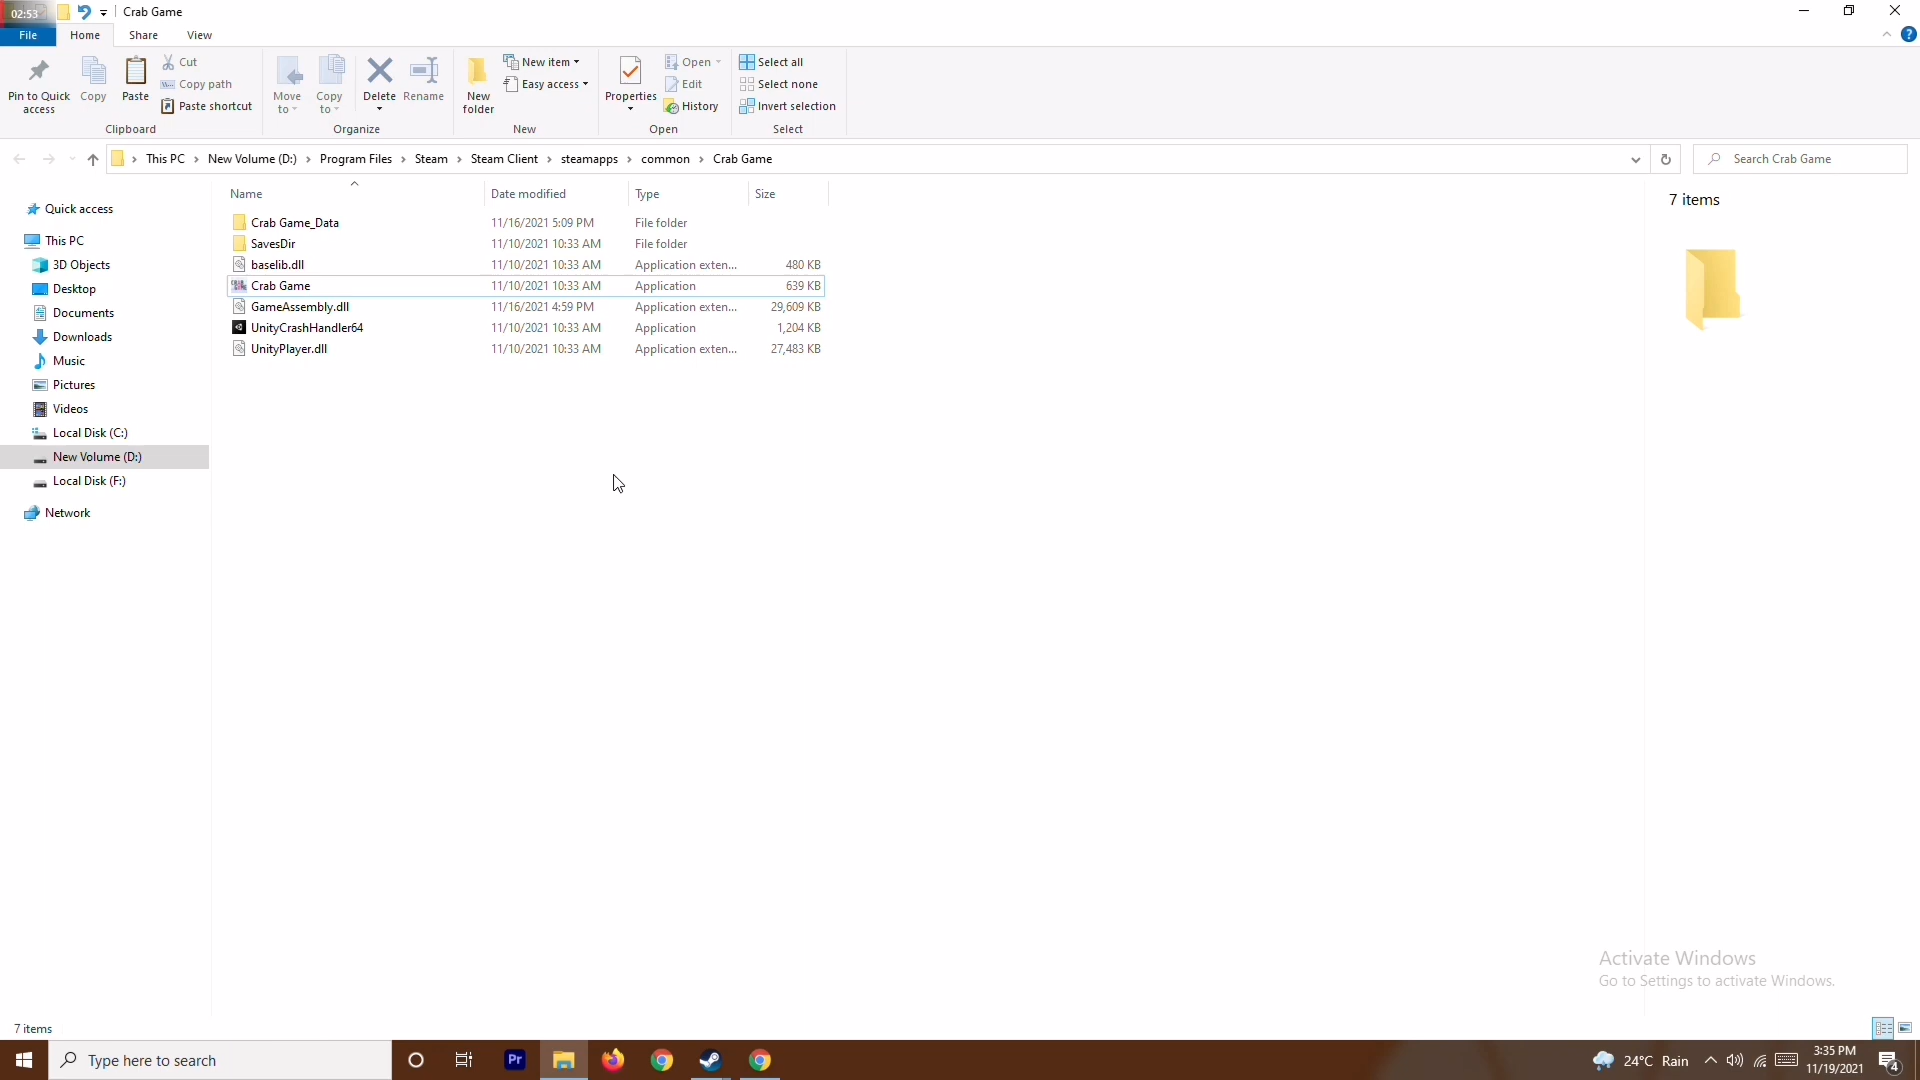 02:53 Crab Game
File Home Share View
Pin to Quick access
Copy
Paste
Cut
Copy path
Paste shortcut
Clipboard
Move to
Copy to
Delete
Rename
Organize
New folder
New item
Easy access
New
Properties
Open
Edit
History
Open
Select all
Select none
Invert selection
Select
This PC > New Volume (D:) > Program Files > Steam > Steam Client > steamapps > common > Crab Game
Search Crab Game
Quick access
This PC
3D Objects
Desktop
Documents
Downloads
Music
Pictures
Videos
Local Disk (C:)
New Volume (D:)
Local Disk (F:)
Network
Name Date modified Type Size
Crab Game_Data 11/16/2021 5:09 PM File folder
SavesDir 11/10/2021 10:33 AM File folder
baselib.dll 11/10/2021 10:33 AM Application exten... 480 KB
Crab Game 11/10/2021 10:33 AM Application 639 KB
GameAssembly.dll 11/16/2021 4:59 PM Application exten... 29,609 KB
UnityCrashHandler64 11/10/2021 10:33 AM Application 1,204 KB
UnityPlayer.dll 11/10/2021 10:33 AM Application exten... 27,483 KB
7 items
Activate Windows
Go to Settings to activate Windows.
7 items
Type here to search
Pr
24°C Rain
3:35 PM
11/19/2021
4